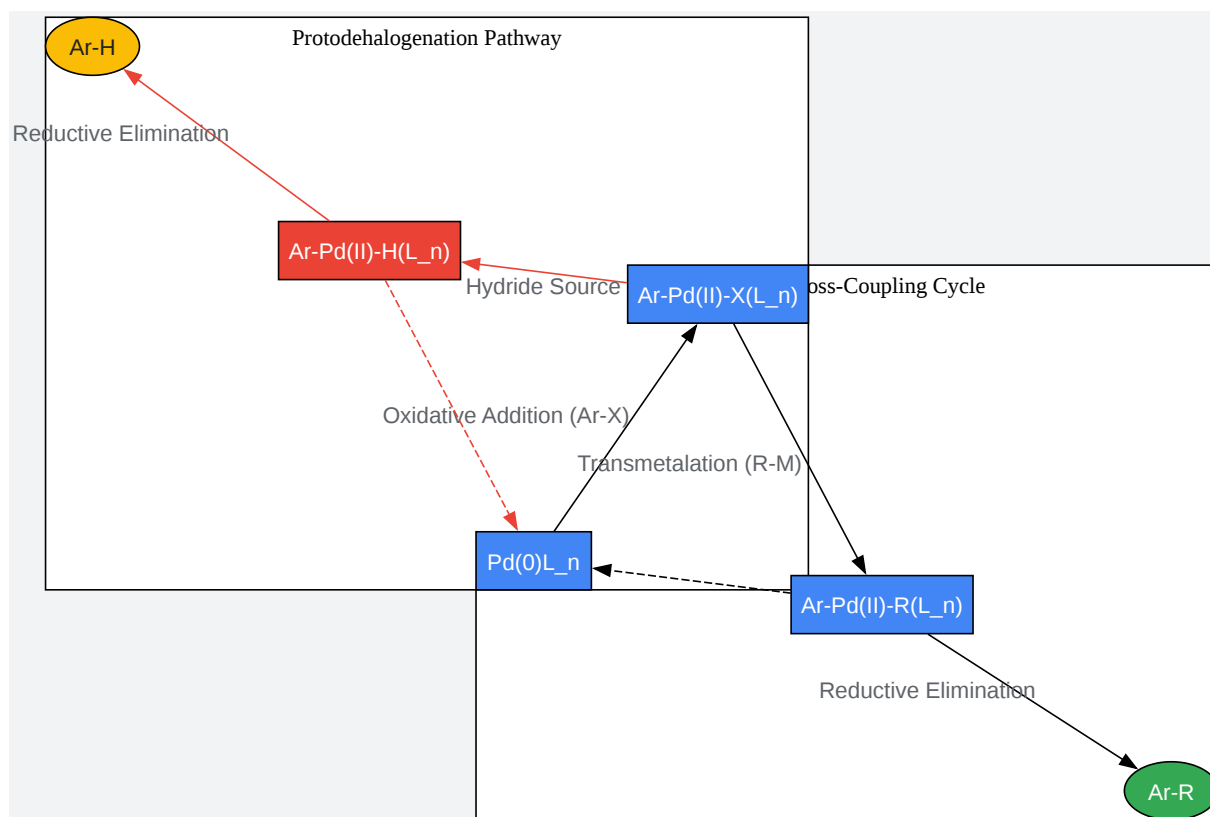 Ar-H
Protodehalogenation Pathway
Reductive Elimination
Ar-Pd(II)-H(L_n)
Hydride Source
Ar-Pd(II)-X(L_n)
oss-Coupling Cycle
Oxidative Addition (Ar-X)
Transmetalation (R-M)
Pd(0)L_n
Ar-Pd(II)-R(L_n)
Reductive Elimination
Ar-R